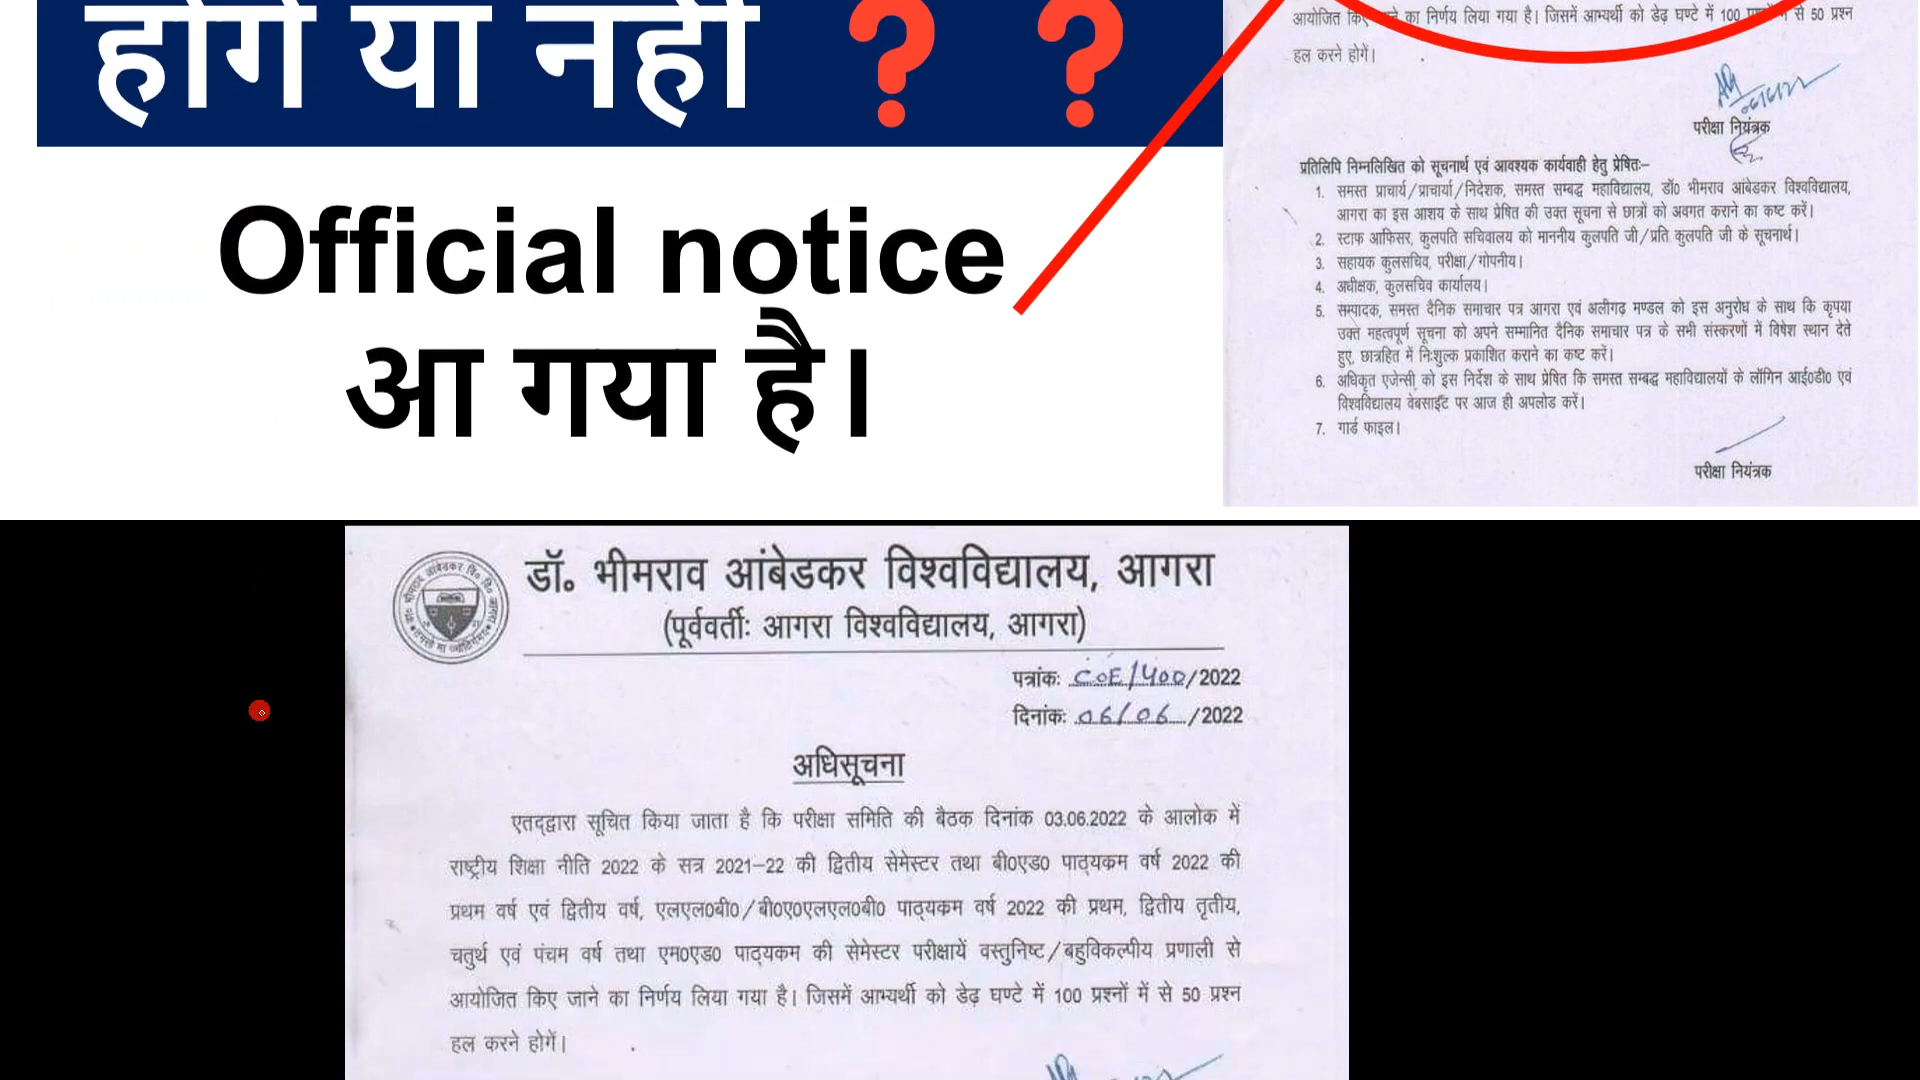 होंगे या नहीं ❓ ❓
Official notice
आ गया है।
आयोजित किए जाने का निर्णय लिया गया है। जिसमें आभ्यर्थी को डेढ़ घण्टे में 100 प्रश्नों में से 50 प्रश्न
हल करने होगें।
परीक्षा नियंत्रक
प्रतिलिपि निम्नलिखित को सूचनार्थ एवं आवश्यक कार्यवाही हेतु प्रेषितः–
1. समस्त प्राचार्य/प्राचार्या/निदेशक, समस्त सम्बद्ध महाविद्यालय, डॉ0 भीमराव आंबेडकर विश्वविद्यालय,
आगरा का इस आशय के साथ प्रेषित की उक्त सूचना से छात्रों को अवगत कराने का कष्ट करें।
2. स्टाफ आफिसर, कुलपति सचिवालय को माननीय कुलपति जी/प्रति कुलपति जी के सूचनार्थ।
3. सहायक कुलसचिव, परीक्षा/गोपनीय।
4. अधीक्षक, कुलसचिव कार्यालय।
5. सम्पादक, समस्त दैनिक समाचार पत्र आगरा एवं अलीगढ़ मण्डल को इस अनुरोध के साथ कि कृपया
उक्त महत्वपूर्ण सूचना को अपने सम्मानित दैनिक समाचार पत्र के सभी संस्करणों में विषेश स्थान देते
हुए, छात्रहित में निःशुल्क प्रकाशित कराने का कष्ट करें।
6. अधिकृत एजेन्सी को इस निर्देश के साथ प्रेषित कि समस्त सम्बद्ध महाविद्यालयों के लॉगिन आई0डी0 एवं
विश्वविद्यालय वेबसाईट पर आज ही अपलोड करें।
7. गार्ड फाइल।
परीक्षा नियंत्रक
डॉ॰ भीमराव आंबेडकर विश्वविद्यालय, आगरा
(पूर्ववर्तीः आगरा विश्वविद्यालय, आगरा)
पत्रांकः COE/400/2022
दिनांकः 06/06/2022
अधिसूचना
एतद्द्वारा सूचित किया जाता है कि परीक्षा समिति की बैठक दिनांक 03.06.2022 के आलोक में
राष्ट्रीय शिक्षा नीति 2022 के सत्र 2021–22 की द्वितीय सेमेस्टर तथा बी0एड0 पाठ्यकम वर्ष 2022 की
प्रथम वर्ष एवं द्वितीय वर्ष, एलएल0बी0/बी0ए0एलएल0बी0 पाठ्यकम वर्ष 2022 की प्रथम, द्वितीय तृतीय,
चतुर्थ एवं पंचम वर्ष तथा एम0एड0 पाठ्यकम की सेमेस्टर परीक्षायें वस्तुनिष्ट/बहुविकल्पीय प्रणाली से
आयोजित किए जाने का निर्णय लिया गया है। जिसमें आभ्यर्थी को डेढ़ घण्टे में 100 प्रश्नों में से 50 प्रश्न
हल करने होगें।